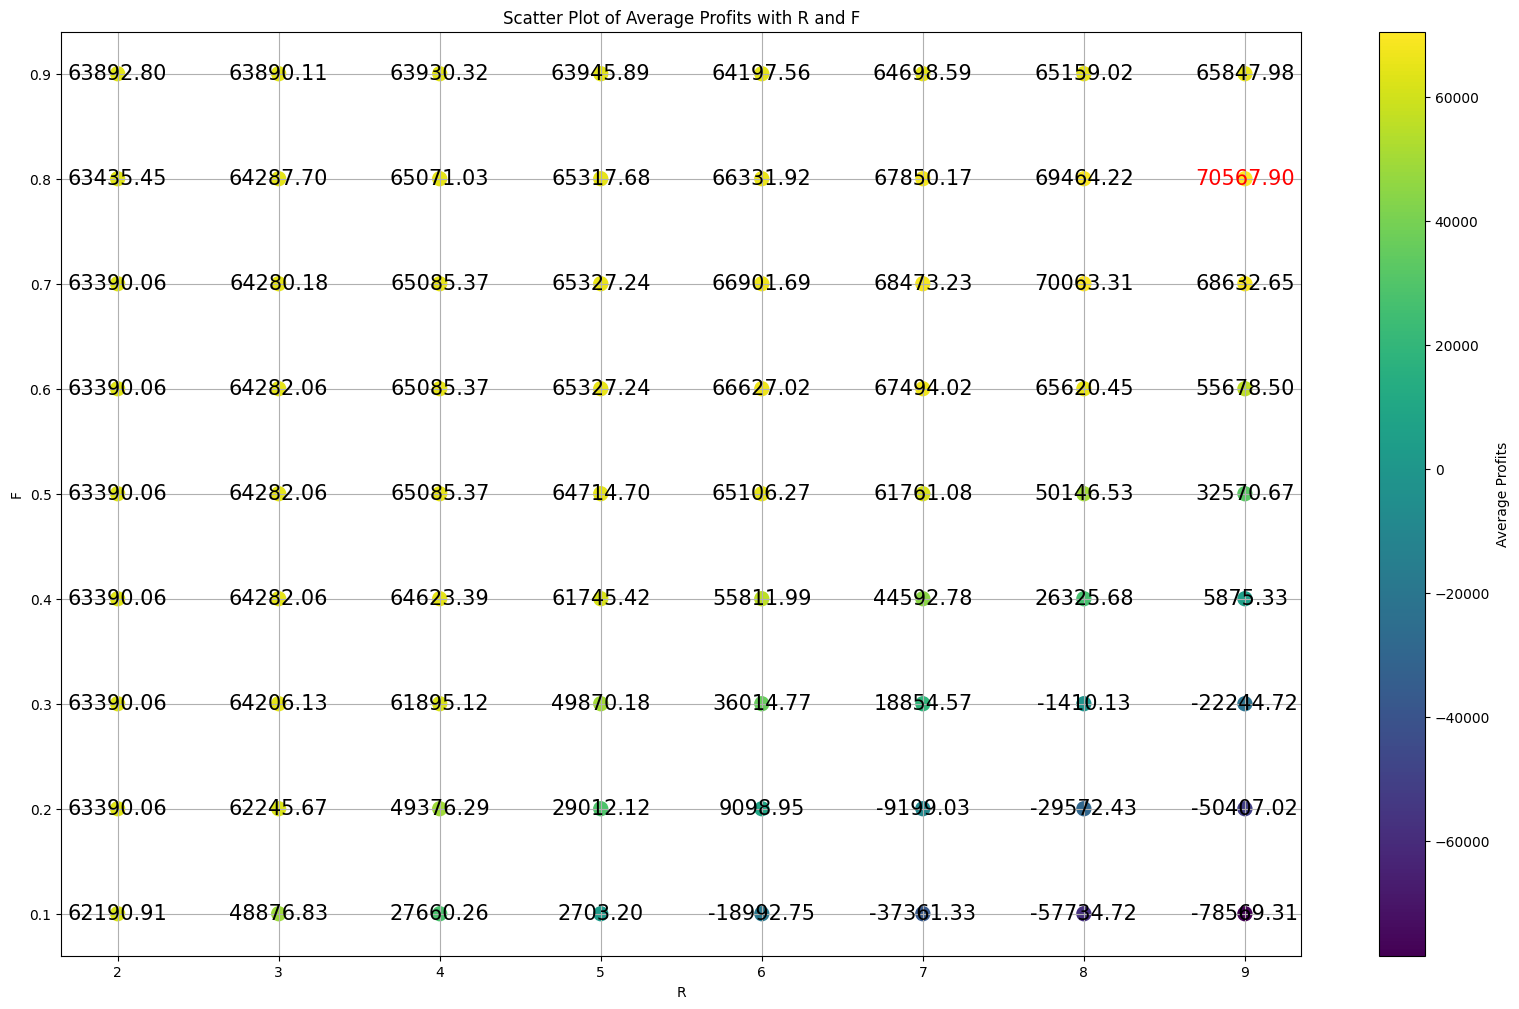 Scatter Plot of Average Profits with R and F
0.9 63892.80 63890.11 63930.32 63945.89 64197.56 64698.59 65159.02 65847.98
0.8 63435.45 64287.70 65071.03 65317.68 66331.92 67850.17 69464.22 70567.90
0.7 63390.06 64280.18 65085.37 65327.24 66901.69 68473.23 70063.31 68632.65
0.6 63390.06 64282.06 65085.37 65327.24 66627.02 67494.02 65620.45 55678.50
0.5 63390.06 64282.06 65085.37 64714.70 65106.27 61761.08 50146.53 32570.67
0.4 63390.06 64282.06 64623.39 61745.42 55811.99 44592.78 26325.68 5875.33
0.3 63390.06 64206.13 61895.12 49870.18 36014.77 18854.57 -1410.13 -22244.72
0.2 63390.06 62245.67 49376.29 29012.12 9098.95 -9199.03 -29572.43 -50407.02
0.1 62190.91 48876.83 27660.26 2703.20 -18992.75 -37361.33 -57734.72 -78569.31
2 3 4 5 6 7 8 9
R
F
60000
40000
20000
0
−20000
−40000
−60000
Average Profits